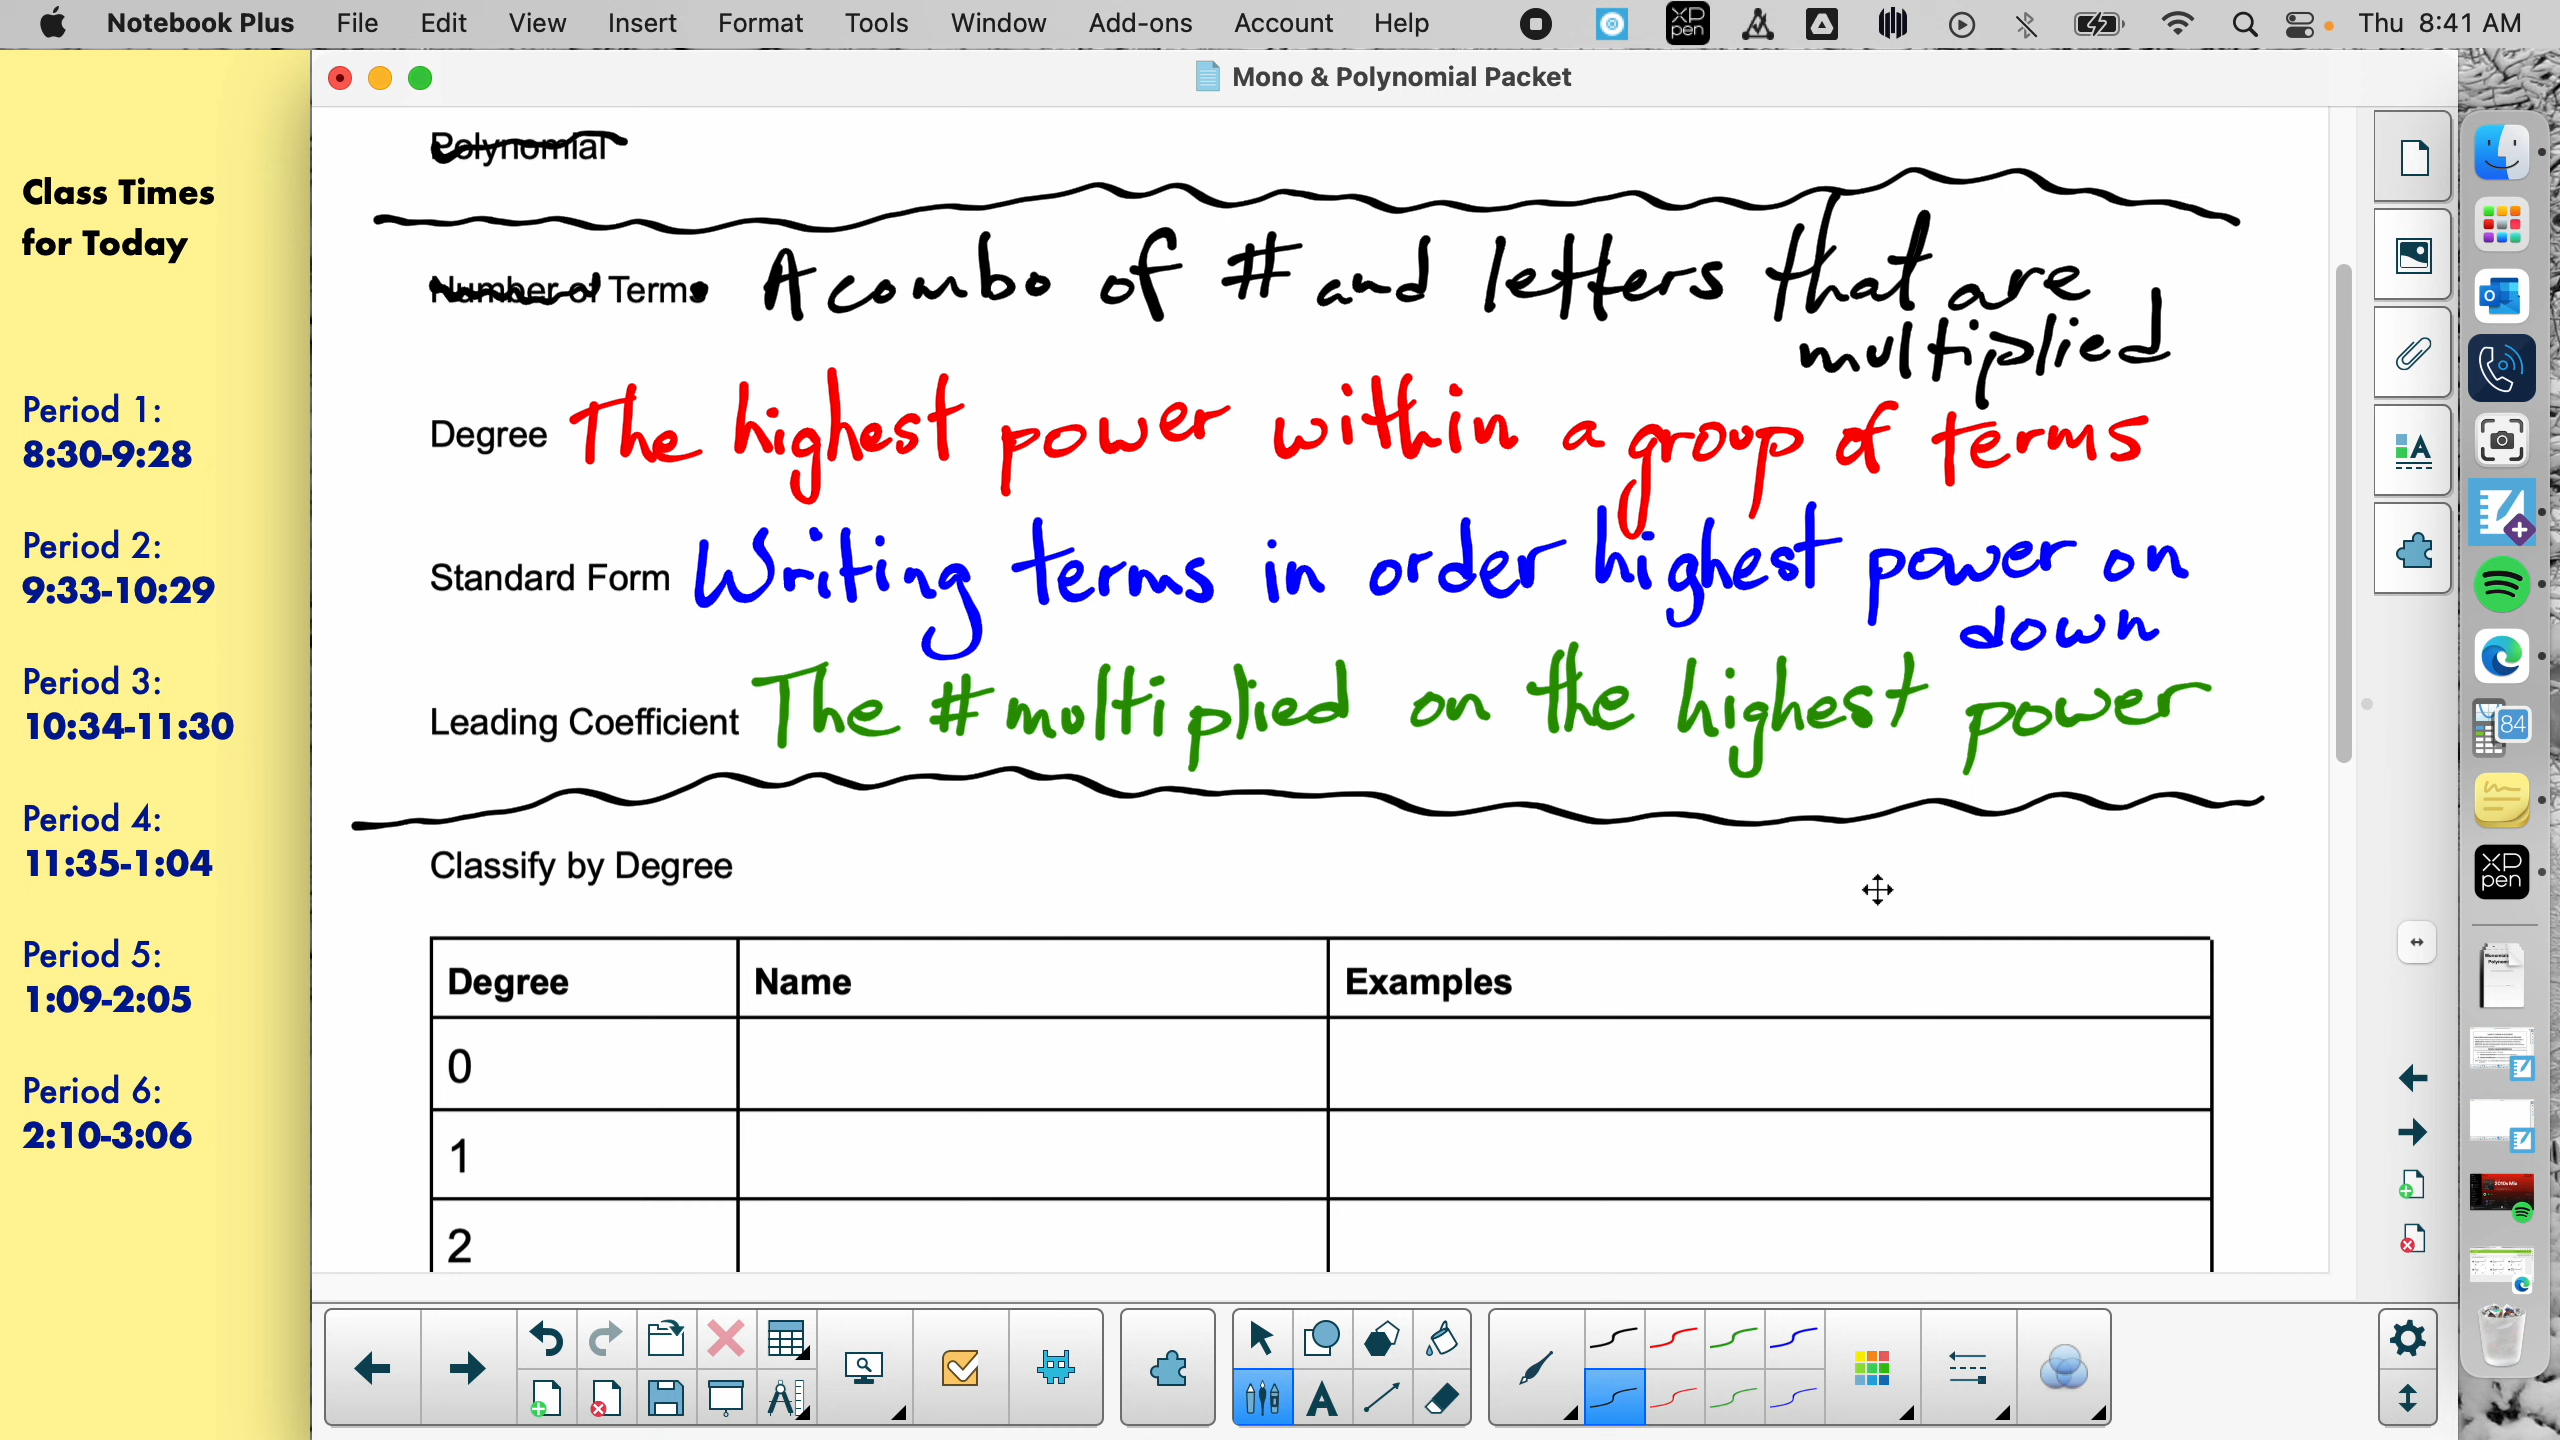 Notebook Plus File Edit View Insert Format Tools Window Add-ons Account Help XP pen Thu 8:41 AM
Mono & Polynomial Packet
Class Times
for Today
Period 1:
8:30-9:28
Period 2:
9:33-10:29
Period 3:
10:34-11:30
Period 4:
11:35-1:04
Period 5:
1:09-2:05
Period 6:
2:10-3:06
Polynomial
Number of Terms A combo of # and letters that are
multiplied
Degree The highest power within a group of terms
Standard Form Writing terms in order highest power on
down
Leading Coefficient The # multiplied on the highest power
Classify by Degree
Degree Name Examples
0
1
2
A
84
XP
pen
A